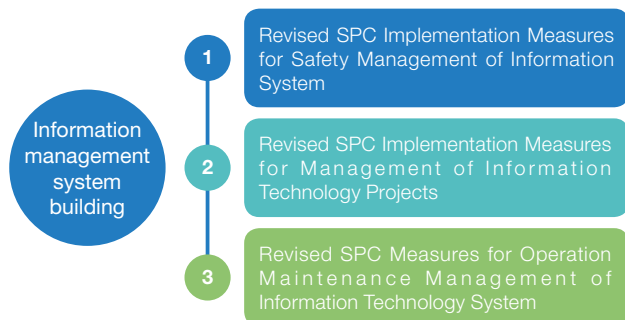 Information
management
system
building
1
Revised SPC Implementation Measures
for Safety Management of Information
System
2
Revised SPC Implementation Measures
for Management of Information
Technology Projects
3
Revised SPC Measures for Operation
Maintenance Management of
Information Technology System